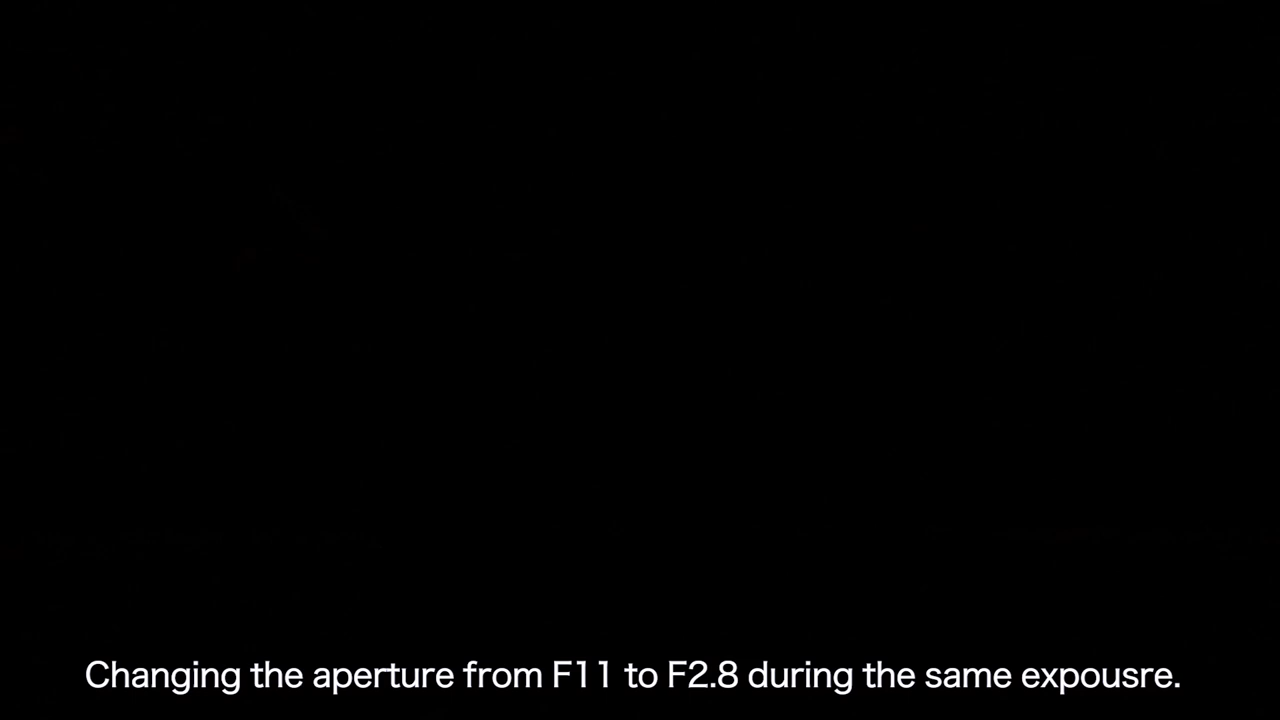 Changing the aperture from F11 to F2.8 during the same expousre.